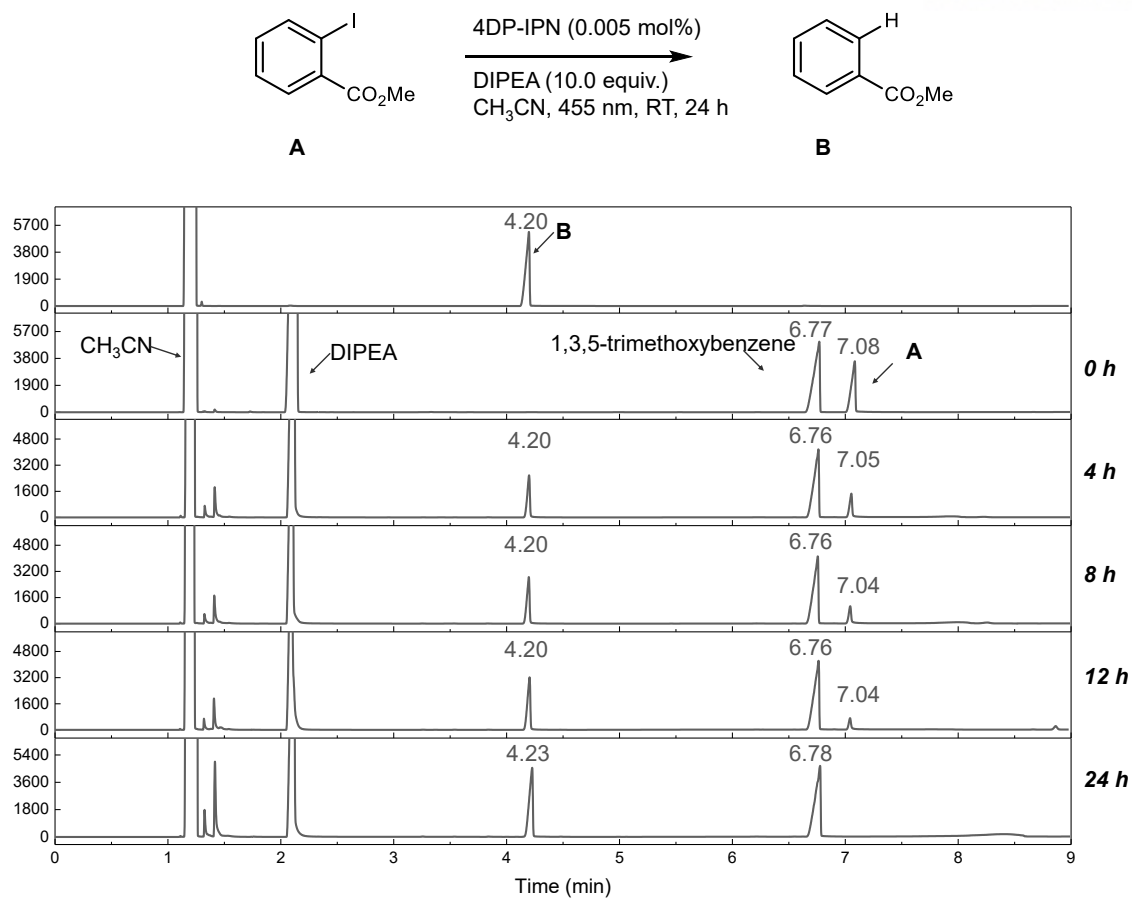 I
CO₂Me
A
4DP-IPN (0.005 mol%)
DIPEA (10.0 equiv.)
CH₃CN, 455 nm, RT, 24 h
H
CO₂Me
B
5700
3800
1900
0
4.20
B
5700
3800
1900
0
CH₃CN
DIPEA
1,3,5-trimethoxybenzene
6.77
7.08
A
0 h
4800
3200
1600
0
4.20
6.76
7.05
4 h
4800
3200
1600
0
4.20
6.76
7.04
8 h
4800
3200
1600
0
4.20
6.76
7.04
12 h
5400
3600
1800
0
4.23
6.78
24 h
0 1 2 3 4 5 6 7 8 9
Time (min)